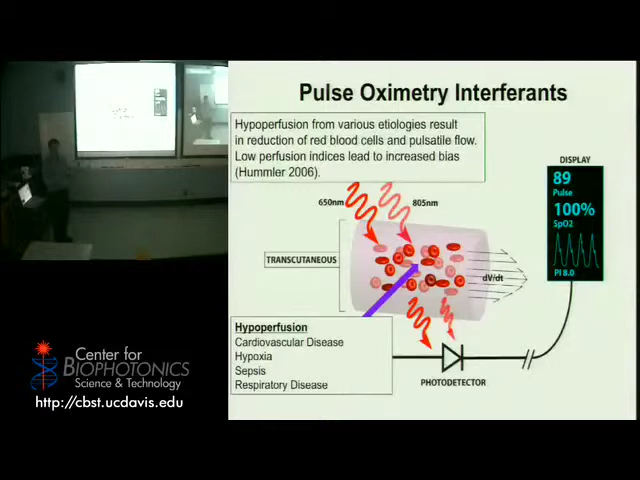 Pulse Oximetry Interferants
Hypoperfusion from various etiologies result
in reduction of red blood cells and pulsatile flow.
Low perfusion indices lead to increased bias
(Hummler 2006).
DISPLAY
89
Pulse
100%
SpO2
PI 8.0
650nm
805nm
TRANSCUTANEOUS
dV/dt
Hypoperfusion
Cardiovascular Disease
Hypoxia
Sepsis
Respiratory Disease
PHOTODETECTOR
Center for
BIOPHOTONICS
Science & Technology
http://cbst.ucdavis.edu